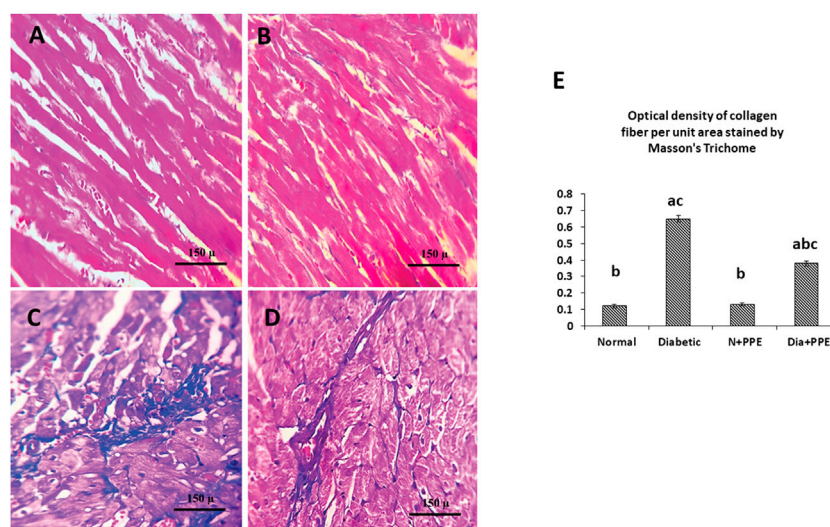 A
B
150 µ
150 µ
C
D
150 µ
150 µ
E
Optical density of collagen
fiber per unit area stained by
Masson's Trichome
0.8
0.7
0.6
0.5
0.4
0.3
0.2
0.1
0
b
ac
b
abc
Normal
Diabetic
N+PPE
Dia+PPE